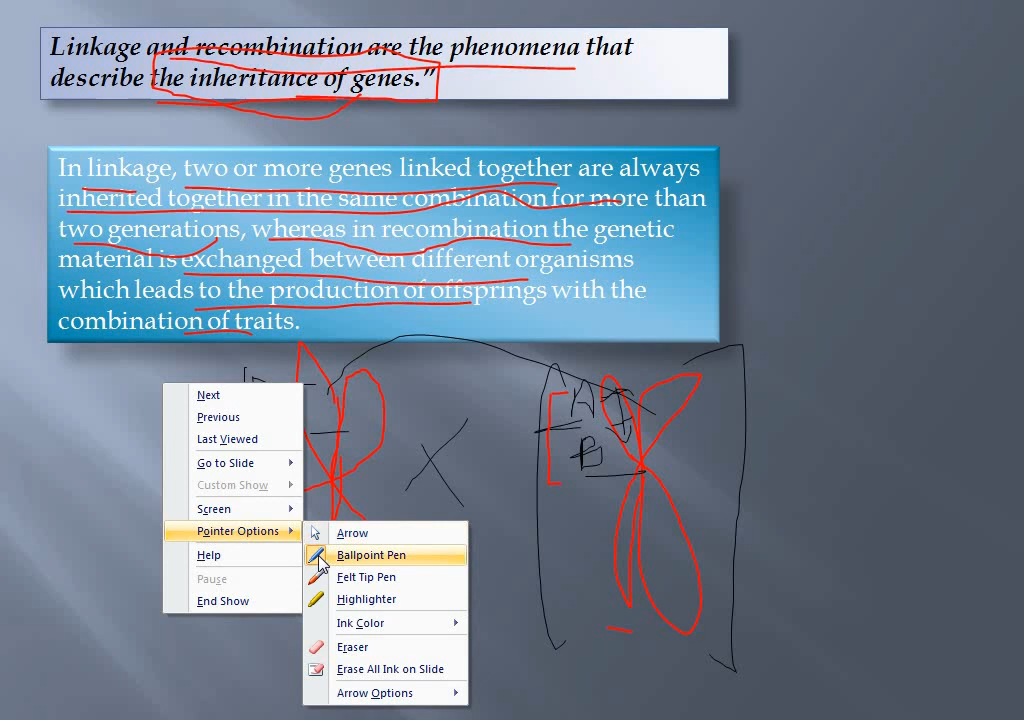 Linkage and recombination are the phenomena that
describe the inheritance of genes.”
In linkage, two or more genes linked together are always
inherited together in the same combination for more than
two generations, whereas in recombination the genetic
material is exchanged between different organisms
which leads to the production of offsprings with the
combination of traits.
A
B
Next
Previous
Last Viewed
Go to Slide
Custom Show
Screen
Pointer Options
Help
Pause
End Show
Arrow
Ballpoint Pen
Felt Tip Pen
Highlighter
Ink Color
Eraser
Erase All Ink on Slide
Arrow Options